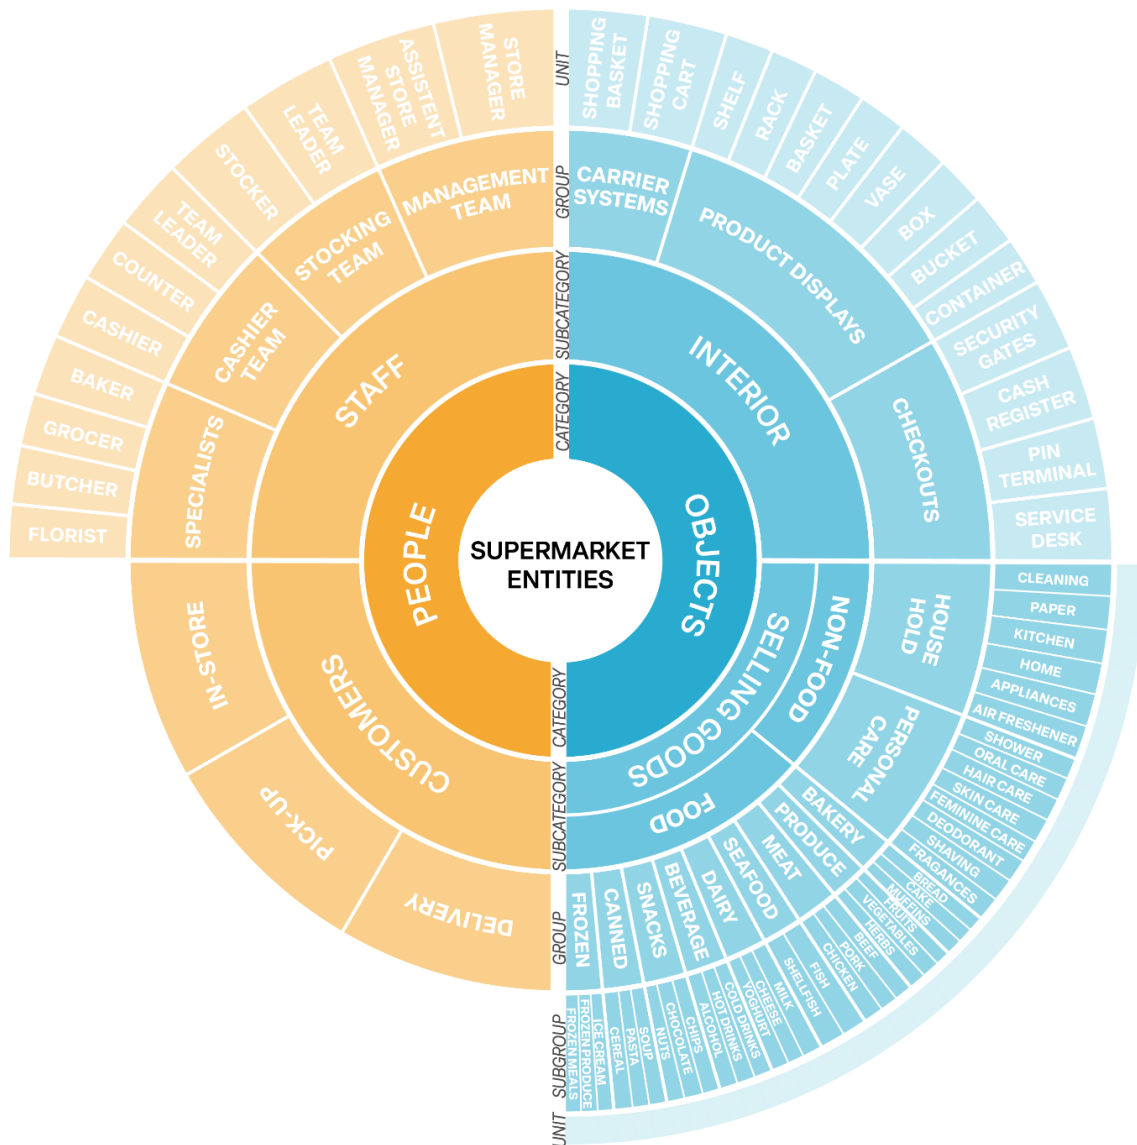 SUPERMARKET
ENTITIES
PEOPLE
OBJECTS
CATEGORY
CATEGORY
SUBCATEGORY
SUBCATEGORY
GROUP
GROUP
UNIT
SUBGROUP
UNIT
STAFF
CUSTOMERS
INTERIOR
SELLING GOODS
NON-FOOD
FOOD
MANAGEMENT
TEAM
STOCKING
TEAM
CASHIER
TEAM
SPECIALISTS
IN-STORE
PICK-UP
DELIVERY
STORE
MANAGER
ASSISTENT
STORE
MANAGER
TEAM
LEADER
STOCKER
TEAM
LEADER
COUNTER
CASHIER
BAKER
GROCER
BUTCHER
FLORIST
CARRIER
SYSTEMS
PRODUCT DISPLAYS
CHECKOUTS
SHOPPING
BASKET
SHOPPING
CART
SHELF
RACK
BASKET
PLATE
VASE
BOX
BUCKET
CONTAINER
SECURITY
GATES
CASH
REGISTER
PIN
TERMINAL
SERVICE
DESK
HOUSE
HOLD
PERSONAL
CARE
BAKERY
PRODUCE
MEAT
SEAFOOD
DAIRY
BEVERAGE
SNACKS
CANNED
FROZEN
CLEANING
PAPER
KITCHEN
HOME
APPLIANCES
AIR FRESHENER
SHOWER
ORAL CARE
HAIR CARE
SKIN CARE
FEMININE CARE
DEODORANT
SHAVING
FRAGANCES
BREAD
CAKE
MUFFINS
FRUITS
VEGETABLES
HERBS
BEEF
PORK
CHICKEN
FISH
SHELLFISH
MILK
CHEESE
YOGHURT
COLD DRINKS
HOT DRINKS
ALCOHOL
CHIPS
CHOCOLATE
NUTS
SOUP
PASTA
CEREAL
ICE CREAM
FROZEN PRODUCE
FROZEN MEALS